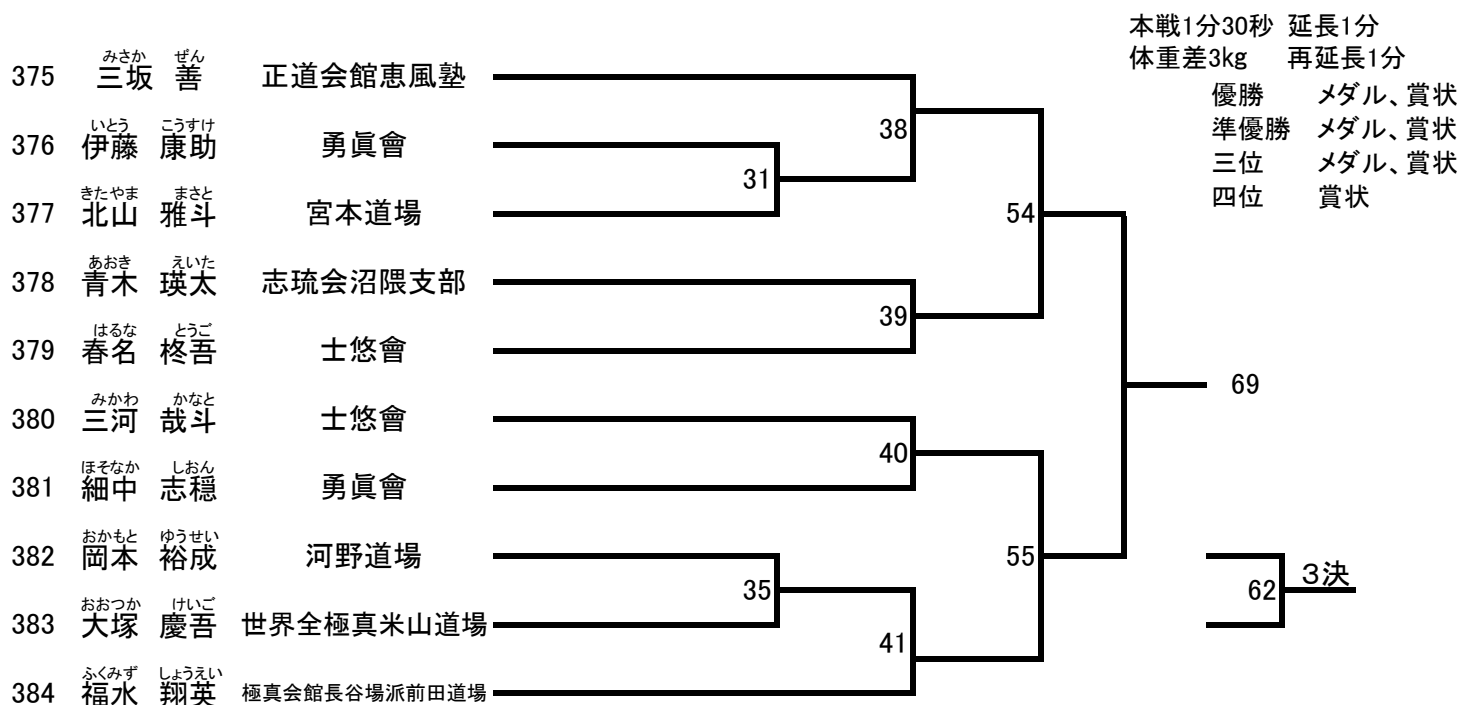 本戦1分30秒 延長1分
体重差3kg 再延長1分
優勝 メダル、賞状
準優勝 メダル、賞状
三位 メダル、賞状
四位 賞状
みさか ぜん
375 三坂 善 正道会館恵風塾
いとう こうすけ
376 伊藤 康助 勇眞會
きたやま まさと
377 北山 雅斗 宮本道場
あおき えいた
378 青木 瑛太 志琉会沼隈支部
はるな とうご
379 春名 柊吾 士悠會
みかわ かなと
380 三河 哉斗 士悠會
ほそなか しおん
381 細中 志穏 勇眞會
おかもと ゆうせい
382 岡本 裕成 河野道場
おおつか けいご
383 大塚 慶吾 世界全極真米山道場
ふくみず しょうえい
384 福水 翔英 極真会館長谷場派前田道場
38
31
54
39
69
40
55
35
41
62
3決